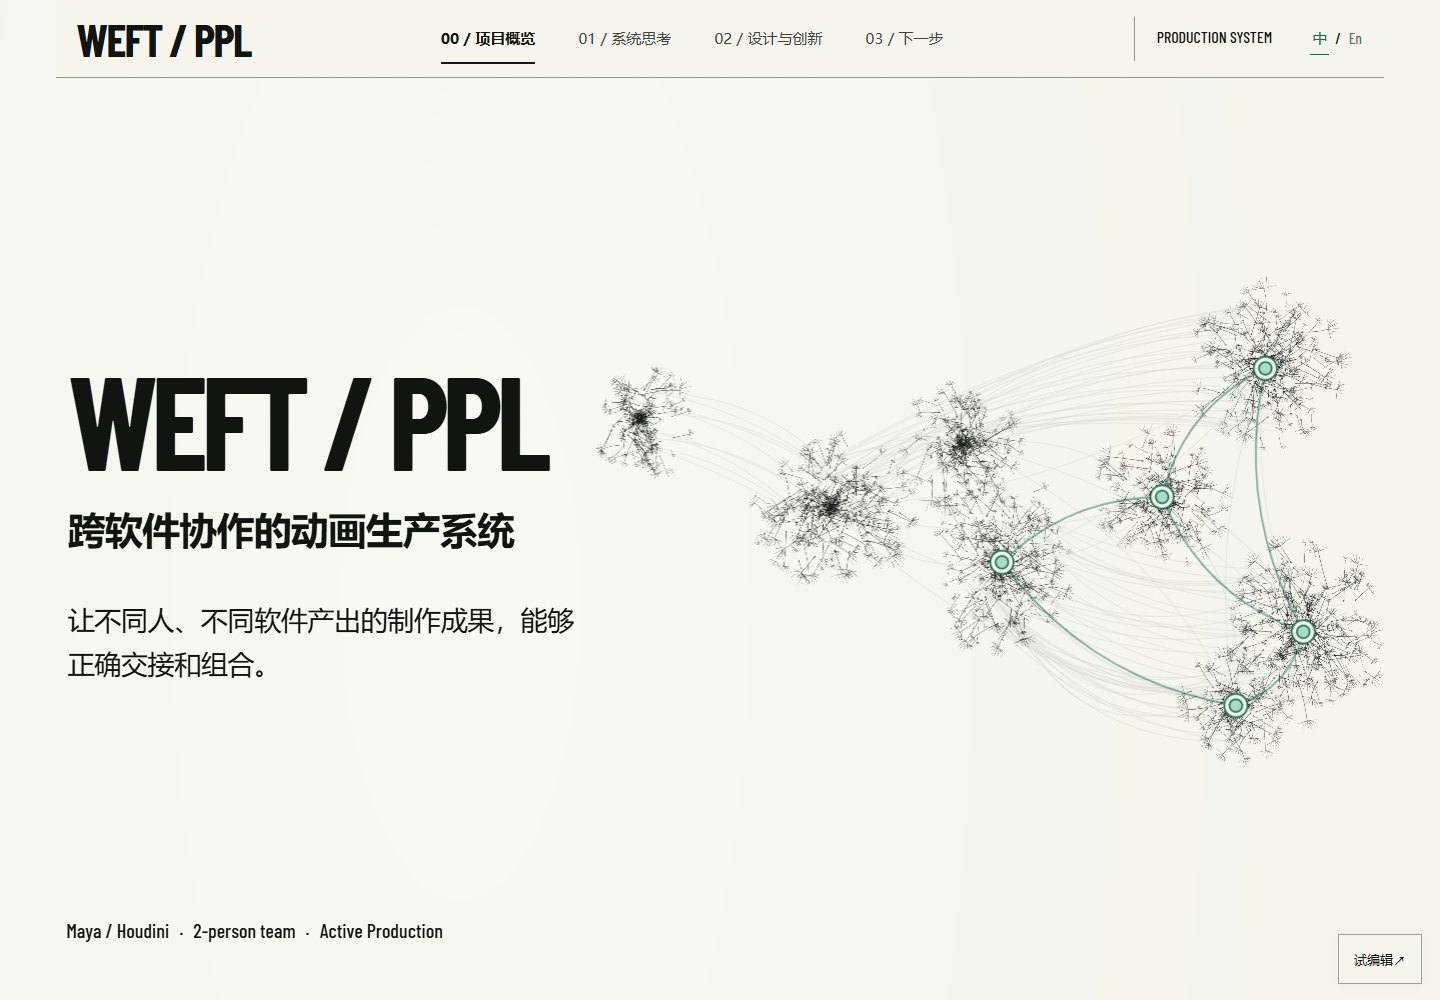 WEFT / PPL
00 / 项目概览
01 / 系统思考
02 / 设计与创新
03 / 下一步
PRODUCTION SYSTEM
中 / En
WEFT / PPL
跨软件协作的动画生产系统
让不同人、不同软件产出的制作成果，能够
正确交接和组合。
Maya / Houdini · 2-person team · Active Production
试编辑↗